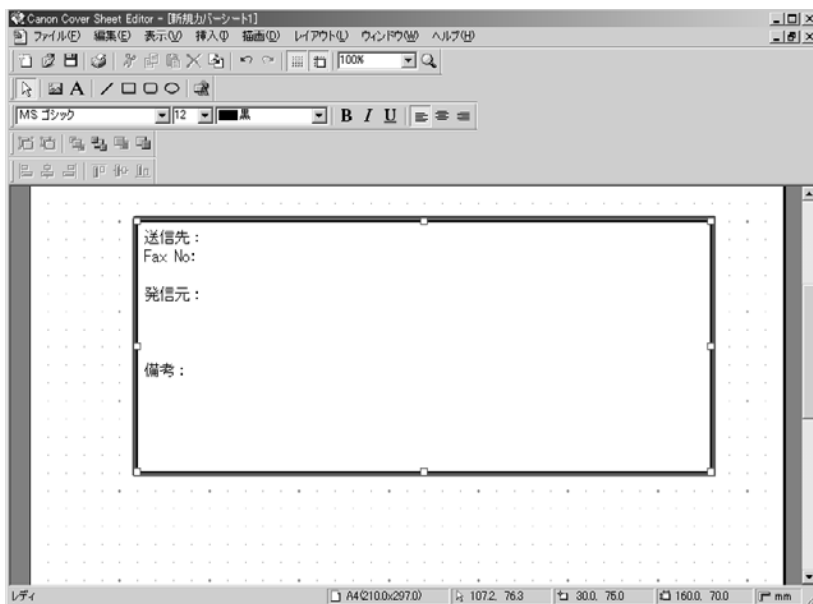 Canon Cover Sheet Editor - [新規カバーシート1]
ファイル(F) 編集(E) 表示(V) 挿入(I) 描画(D) レイアウト(L) ウィンドウ(W) ヘルプ(H)
100%
A
MS ゴシック 12 黒 B I U
送信先：
Fax No:
発信元：
備考：
レディ A4(210.0x297.0) 107.2, 76.3 30.0, 75.0 160.0, 70.0 mm